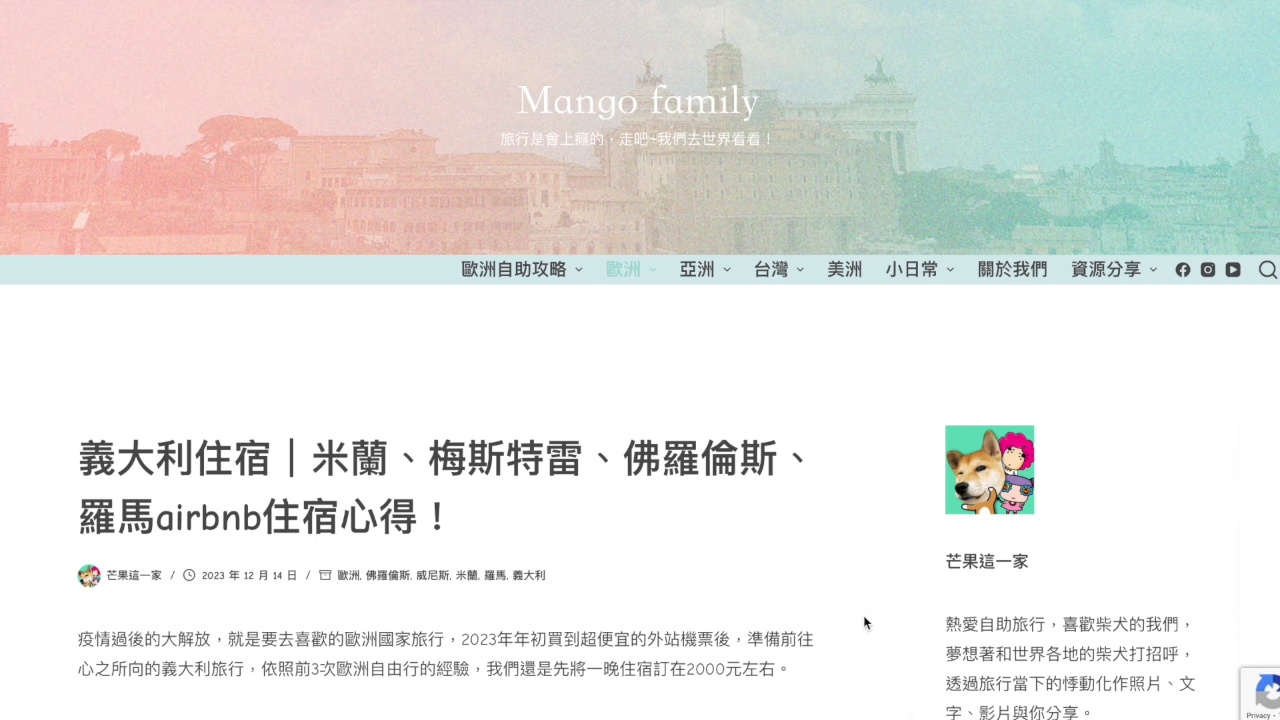 Mango family
旅行是會上癮的，走吧~我們去世界看看！
歐洲自助攻略 歐洲 亞洲 台灣 美洲 小日常 關於我們 資源分享
義大利住宿｜米蘭、梅斯特雷、佛羅倫斯、
羅馬airbnb住宿心得！
芒果這一家 / 2023 年 12 月 14 日 / 歐洲, 佛羅倫斯, 威尼斯, 米蘭, 羅馬, 義大利
疫情過後的大解放，就是要去喜歡的歐洲國家旅行，2023年年初買到超便宜的外站機票後，準備前往
心之所向的義大利旅行，依照前3次歐洲自由行的經驗，我們還是先將一晚住宿訂在2000元左右。
芒果這一家
熱愛自助旅行，喜歡柴犬的我們，
夢想著和世界各地的柴犬打招呼，
透過旅行當下的悸動化作照片、文
字、影片與你分享。
Privacy -